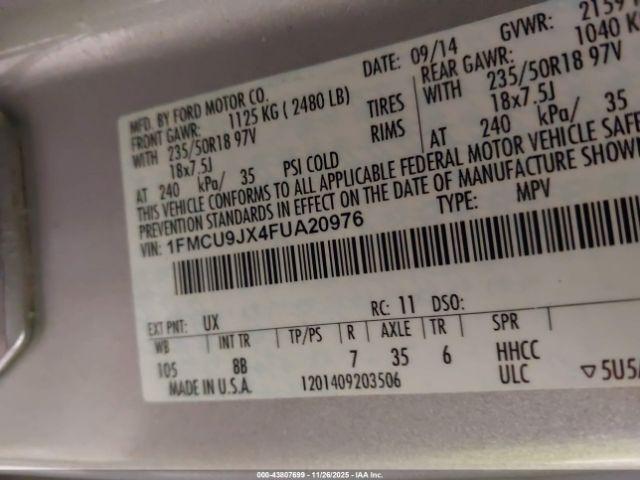 MFD. BY FORD MOTOR CO. DATE: 09/14 GVWR: 2159
FRONT GAWR: 1125 KG ( 2480 LB) REAR GAWR: 1040 K
WITH 235/50R18 97V TIRES WITH 235/50R18 97V
18x7.5J RIMS 18x7.5J
AT 240 kPa/ 35 PSI COLD AT 240 kPa/ 35
THIS VEHICLE CONFORMS TO ALL APPLICABLE FEDERAL MOTOR VEHICLE SAFE
PREVENTION STANDARDS IN EFFECT ON THE DATE OF MANUFACTURE SHOWN
VIN: 1FMCU9JX4FUA20976 TYPE: MPV
EXT PNT: UX RC: 11 DSO:
WB INT TR TP/PS R AXLE TR SPR
105 8B 7 35 6 HHCC
MADE IN U.S.A. 1201409203506 ULC ▽5U5A
000-43807699 - 11/26/2025 - IAA Inc.